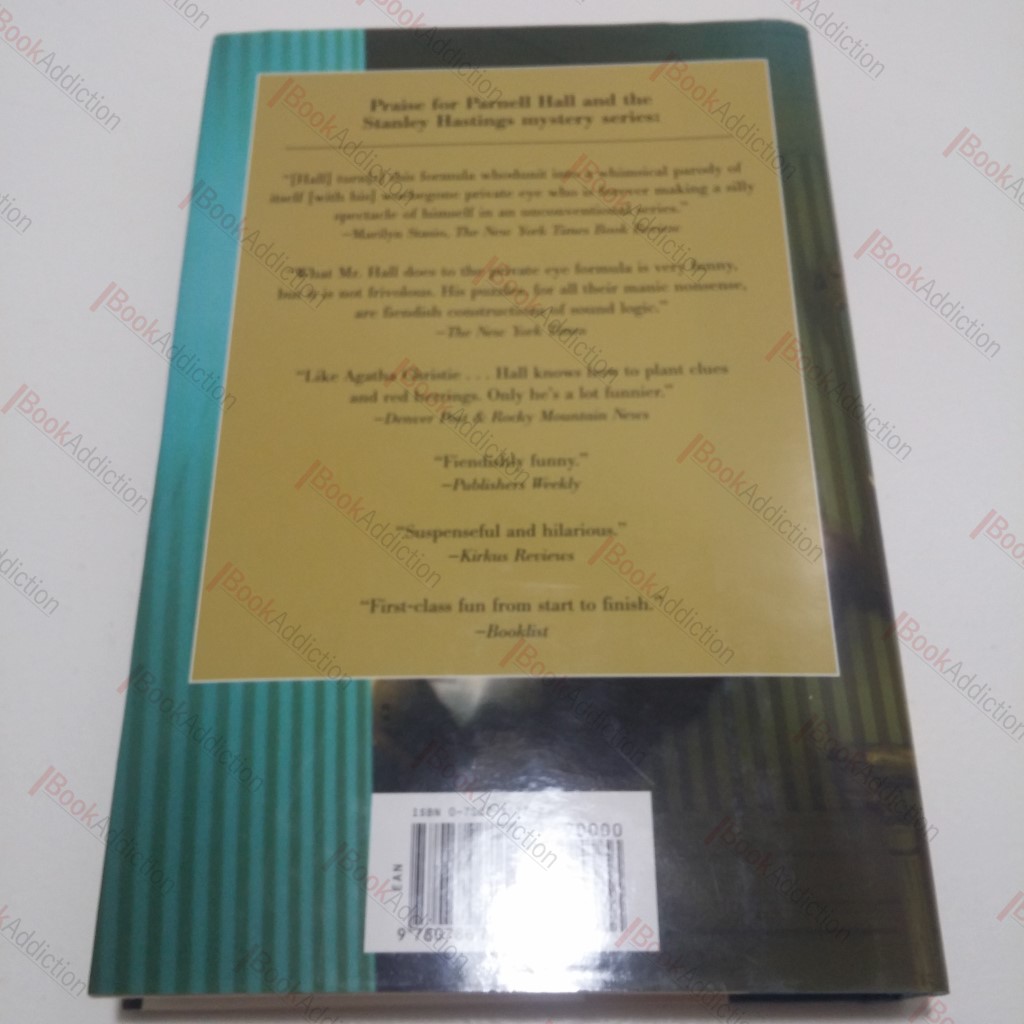 Praise for Parnell Hall and the
Stanley Hastings mystery series:
"[Hall] turn[s] this formula whodunit into a whimsical parody of
itself [with his] woebegone private eye who is forever making a silly
spectacle of himself in an unconventional series."
—Marilyn Stasio, The New York Times Book Review
"What Mr. Hall does to the private eye formula is very funny,
but it is not frivolous. His puzzles, for all their manic nonsense,
are fiendish constructions of sound logic."
—The New York Times
"Like Agatha Christie . . . Hall knows how to plant clues
and red herrings. Only he's a lot funnier."
—Denver Post & Rocky Mountain News
"Fiendishly funny."
—Publishers Weekly
"Suspenseful and hilarious."
—Kirkus Reviews
"First-class fun from start to finish."
—Booklist
ISBN
EAN
BookAddiction